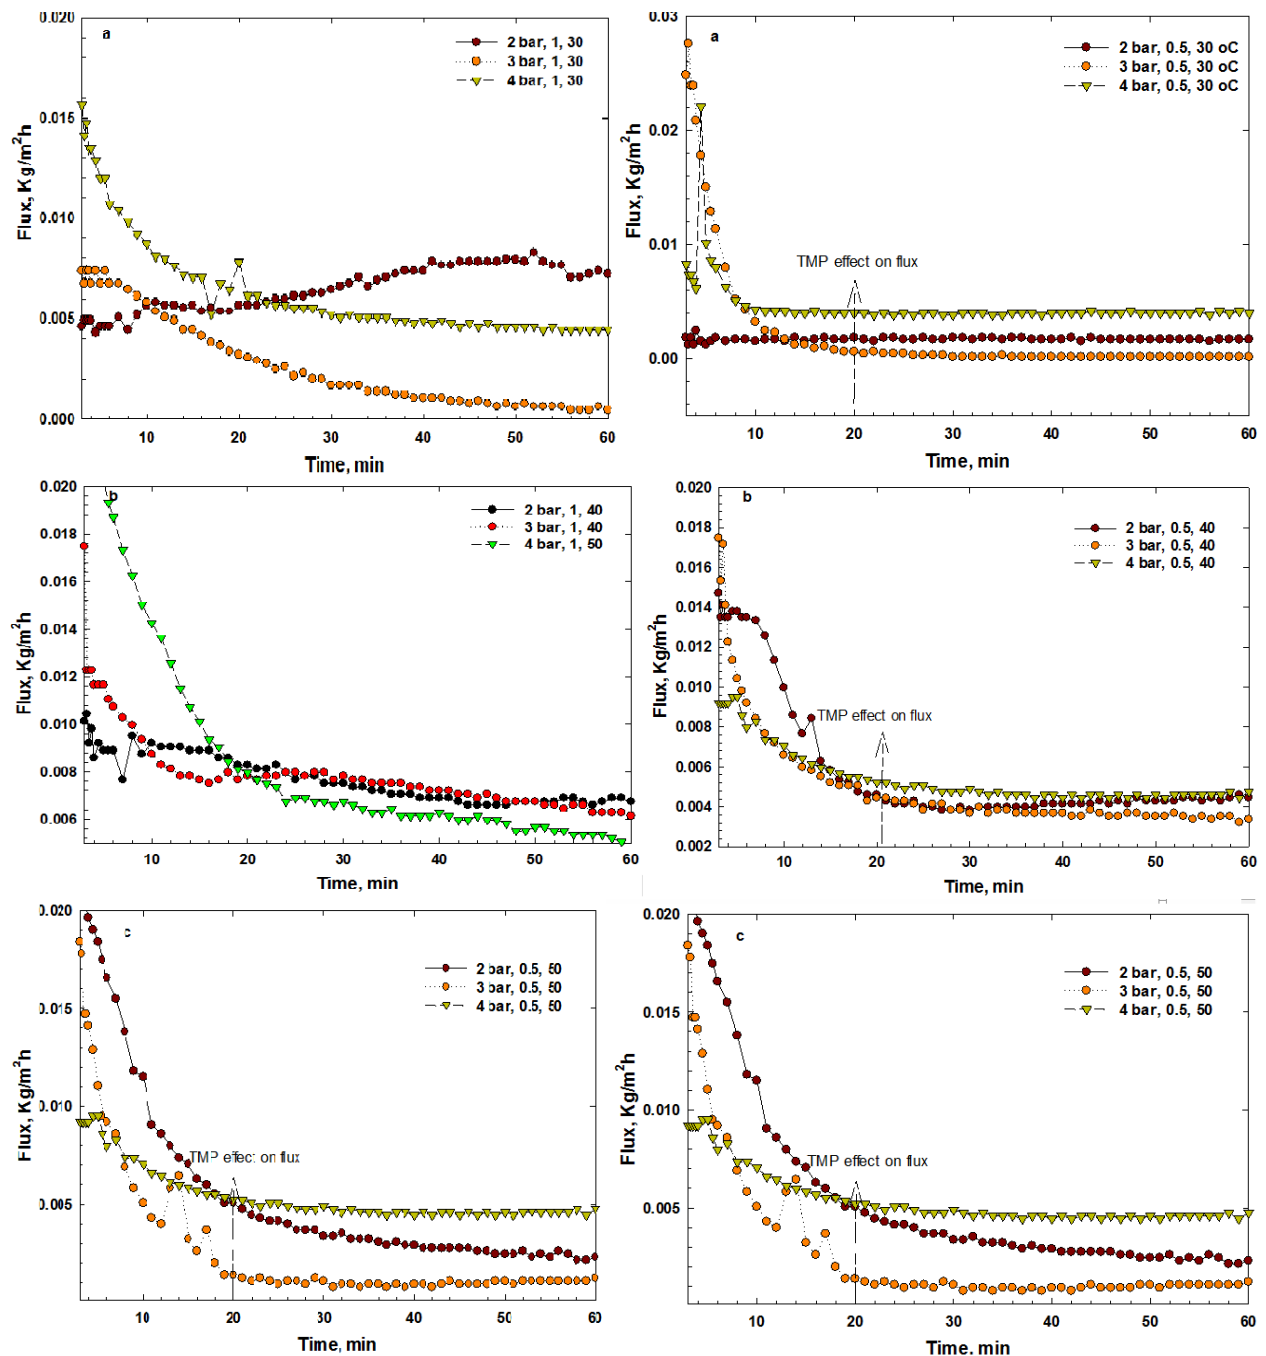 a
2 bar, 1, 30
3 bar, 1, 30
4 bar, 1, 30
0.020
0.015
0.010
0.005
0.000
Flux, Kg/m²h
10 20 30 40 50 60
Time, min
a
2 bar, 0.5, 30 oC
3 bar, 0.5, 30 oC
4 bar, 0.5, 30 oC
0.03
0.02
0.01
0.00
Flux, Kg/m²h
TMP effect on flux
10 20 30 40 50 60
Time, min
b
2 bar, 1, 40
3 bar, 1, 40
4 bar, 1, 50
0.020
0.018
0.016
0.014
0.012
0.010
0.008
0.006
Flux, Kg/m²h
10 20 30 40 50 60
Time, min
b
2 bar, 0.5, 40
3 bar, 0.5, 40
4 bar, 0.5, 40
0.020
0.018
0.016
0.014
0.012
0.010
0.008
0.006
0.004
0.002
Flux, Kg/m²h
TMP effect on flux
10 20 30 40 50 60
Time, min
c
2 bar, 0.5, 50
3 bar, 0.5, 50
4 bar, 0.5, 50
0.020
0.015
0.010
0.005
Flux, Kg/m²h
TMP effect on flux
10 20 30 40 50 60
Time, min
c
2 bar, 0.5, 50
3 bar, 0.5, 50
4 bar, 0.5, 50
0.020
0.015
0.010
0.005
Flux, Kg/m²h
TMP effect on flux
10 20 30 40 50 60
Time, min